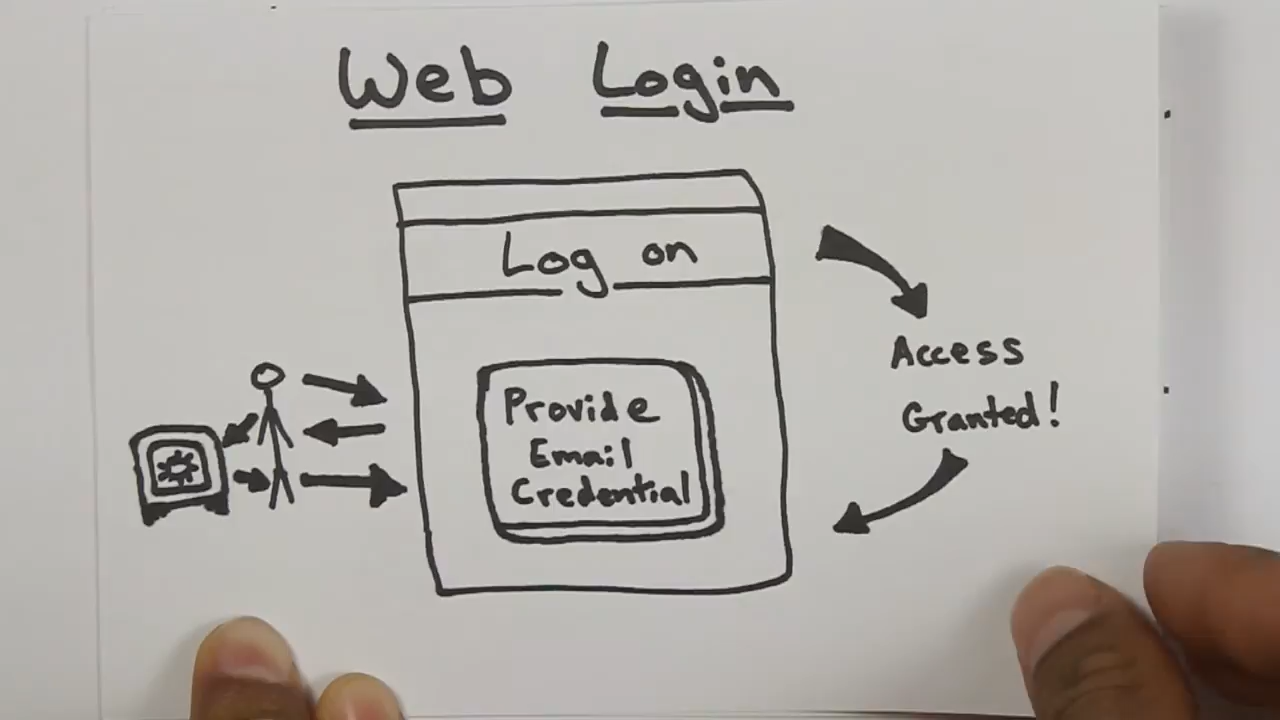 Web Login
Log on
Provide
Email
Credential
Access
Granted!